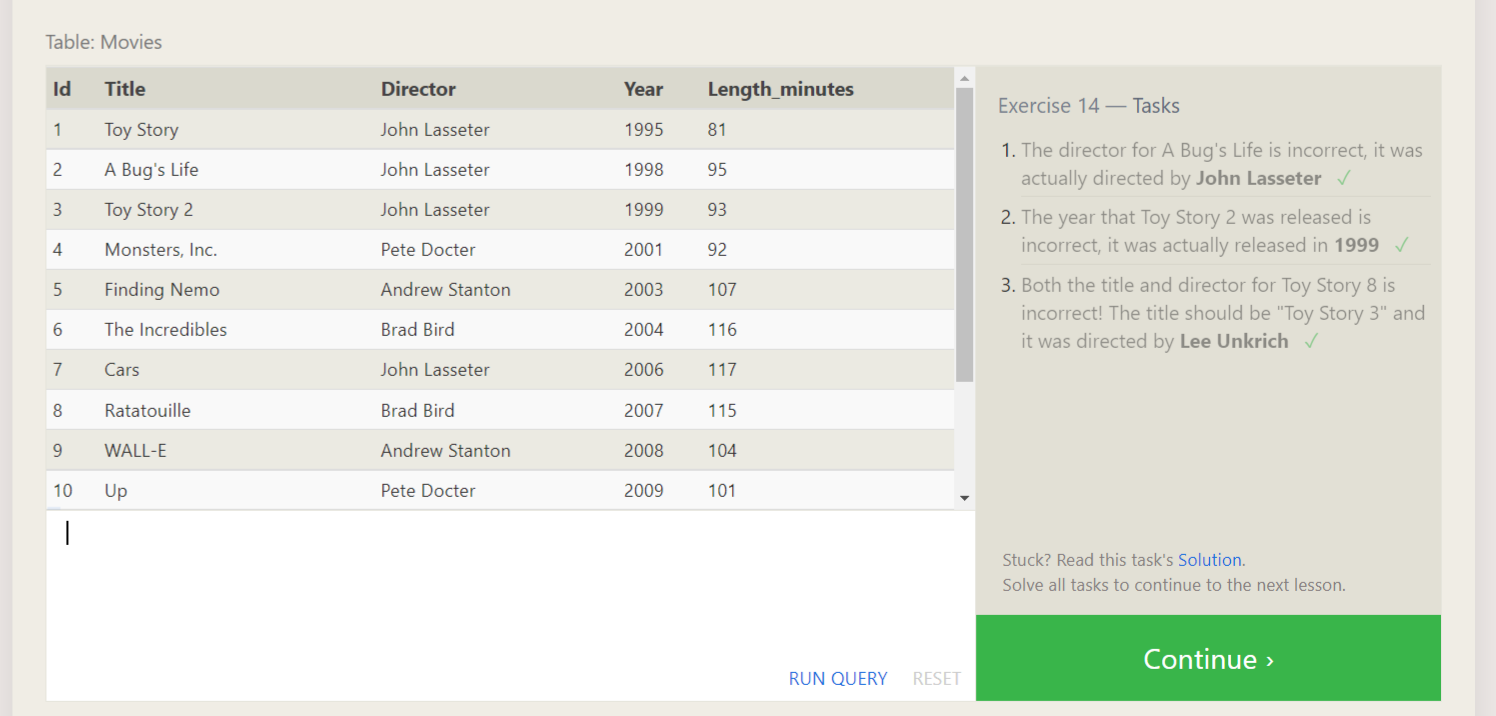 Table: Movies
Id Title Director Year Length_minutes
1 Toy Story John Lasseter 1995 81
2 A Bug's Life John Lasseter 1998 95
3 Toy Story 2 John Lasseter 1999 93
4 Monsters, Inc. Pete Docter 2001 92
5 Finding Nemo Andrew Stanton 2003 107
6 The Incredibles Brad Bird 2004 116
7 Cars John Lasseter 2006 117
8 Ratatouille Brad Bird 2007 115
9 WALL-E Andrew Stanton 2008 104
10 Up Pete Docter 2009 101
RUN QUERY RESET
Exercise 14 — Tasks
1. The director for A Bug's Life is incorrect, it was
actually directed by John Lasseter ✓
2. The year that Toy Story 2 was released is
incorrect, it was actually released in 1999 ✓
3. Both the title and director for Toy Story 8 is
incorrect! The title should be "Toy Story 3" and
it was directed by Lee Unkrich ✓
Stuck? Read this task's Solution.
Solve all tasks to continue to the next lesson.
Continue ›